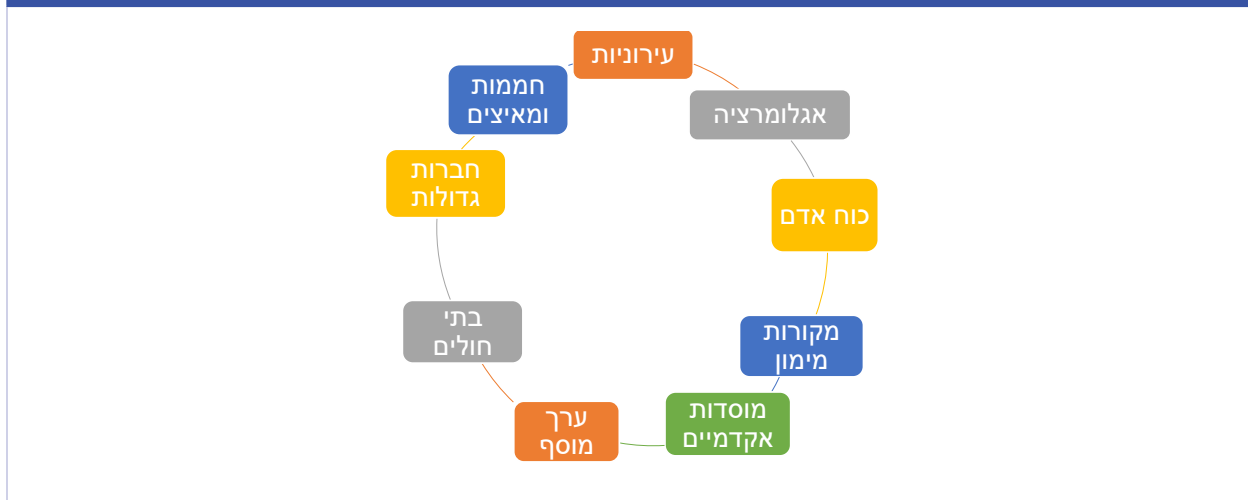 עירוניות
אגלומרציה
כוח אדם
מקורות
מימון
מוסדות
אקדמיים
ערך
מוסף
בתי
חולים
חברות
גדולות
חממות
ומאיצים